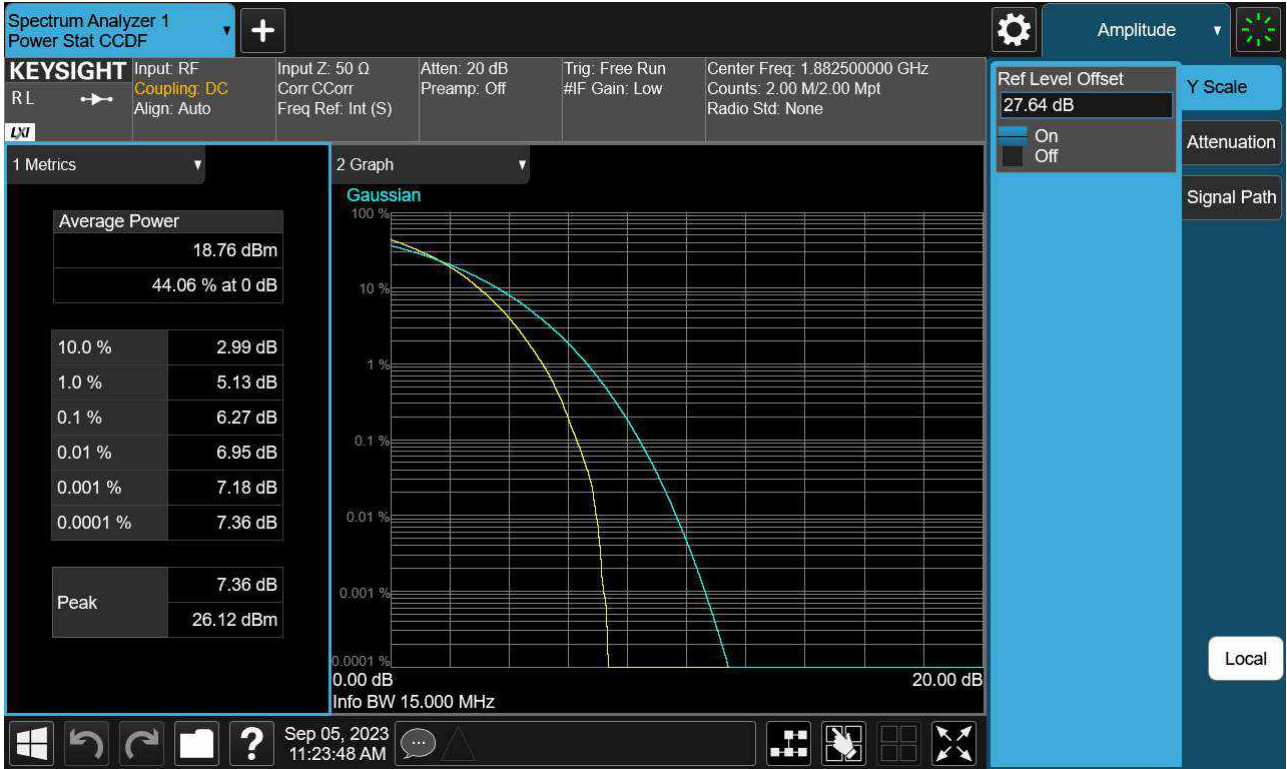 Spectrum Analyzer 1
Power Stat CCDF
+
Amplitude
KEYSIGHT
RL
LXI
Input: RF
Coupling: DC
Align: Auto
Input Z: 50 Ω
Corr CCorr
Freq Ref: Int (S)
Atten: 20 dB
Preamp: Off
Trig: Free Run
#IF Gain: Low
Center Freq: 1.882500000 GHz
Counts: 2.00 M/2.00 Mpt
Radio Std: None
Ref Level Offset
27.64 dB
On
Off
Y Scale
Attenuation
Signal Path
Local
1 Metrics
Average Power
18.76 dBm
44.06 % at 0 dB
10.0 % 2.99 dB
1.0 % 5.13 dB
0.1 % 6.27 dB
0.01 % 6.95 dB
0.001 % 7.18 dB
0.0001 % 7.36 dB
Peak
7.36 dB
26.12 dBm
2 Graph
Gaussian
100 %
10 %
1 %
0.1 %
0.01 %
0.001 %
0.0001 %
0.00 dB 20.00 dB
Info BW 15.000 MHz
?
Sep 05, 2023
11:23:48 AM